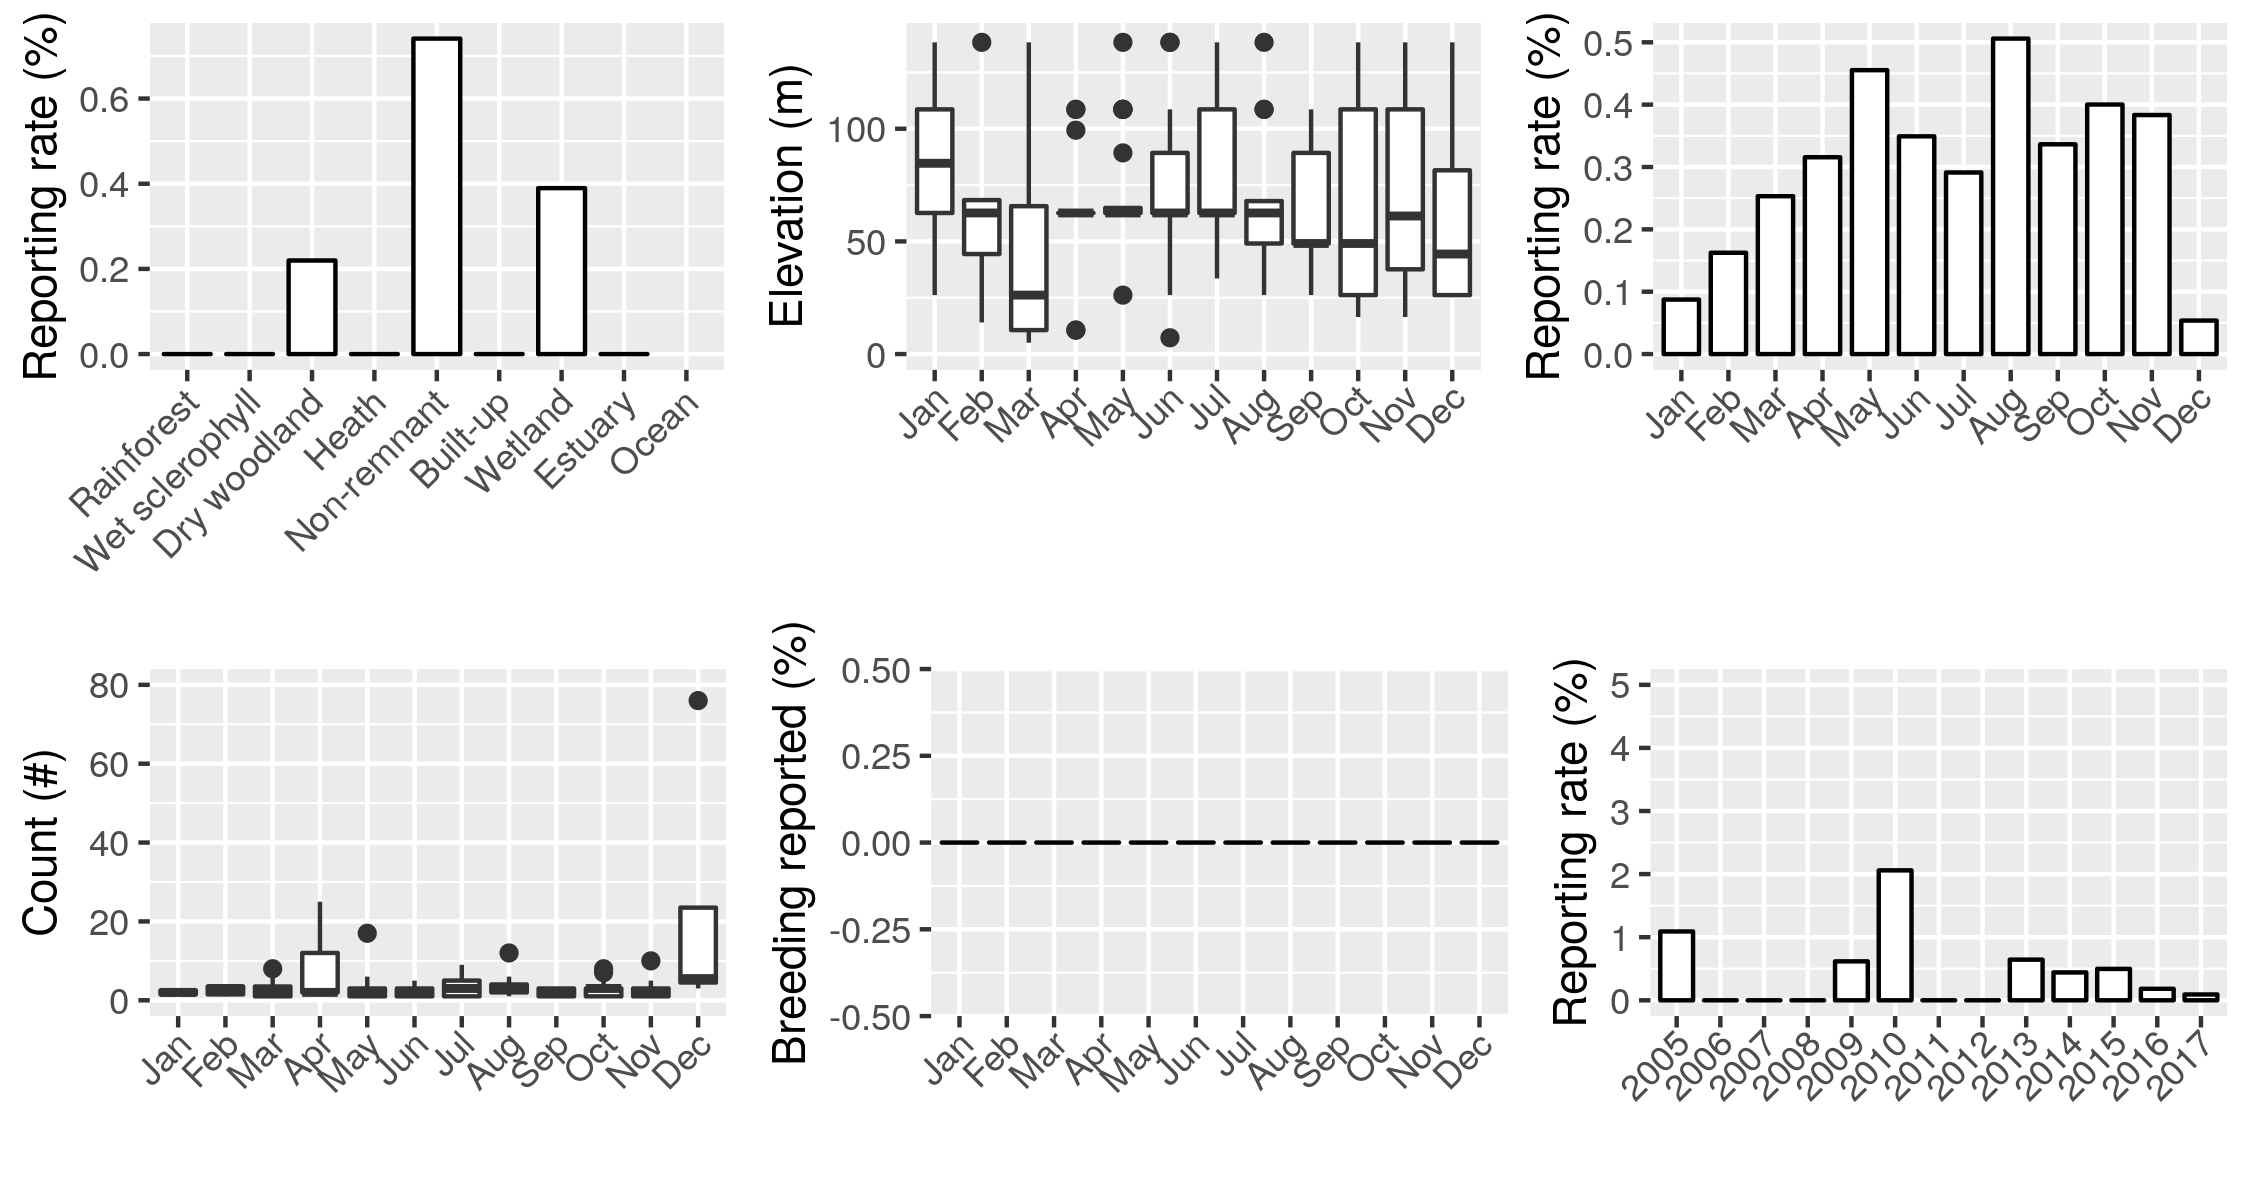 Reporting rate (%)
0.6
0.4
0.2
0.0
Rainforest
Wet sclerophyll
Dry woodland
Heath
Non-remnant
Built-up
Wetland
Estuary
Ocean
Elevation (m)
100
50
0
Jan Feb Mar Apr May Jun Jul Aug Sep Oct Nov Dec
Reporting rate (%)
0.5
0.4
0.3
0.2
0.1
0.0
Jan Feb Mar Apr May Jun Jul Aug Sep Oct Nov Dec
Count (#)
80
60
40
20
0
Jan Feb Mar Apr May Jun Jul Aug Sep Oct Nov Dec
Breeding reported (%)
0.50
0.25
0.00
-0.25
-0.50
Jan Feb Mar Apr May Jun Jul Aug Sep Oct Nov Dec
Reporting rate (%)
5
4
3
2
1
0
2005 2006 2007 2008 2009 2010 2011 2012 2013 2014 2015 2016 2017